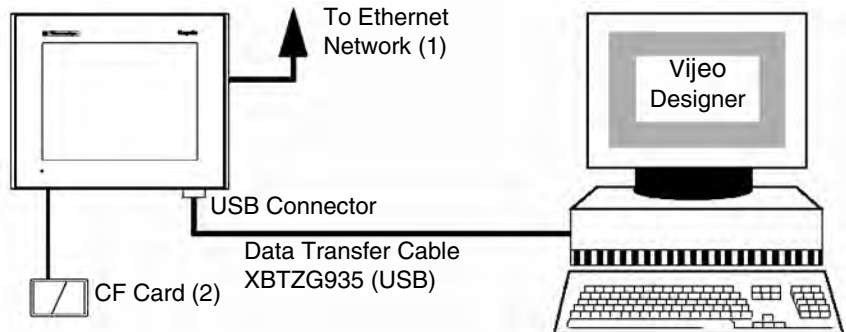 To Ethernet
Network (1)
Vijeo
Designer
USB Connector
Data Transfer Cable
XBTZG935 (USB)
CF Card (2)